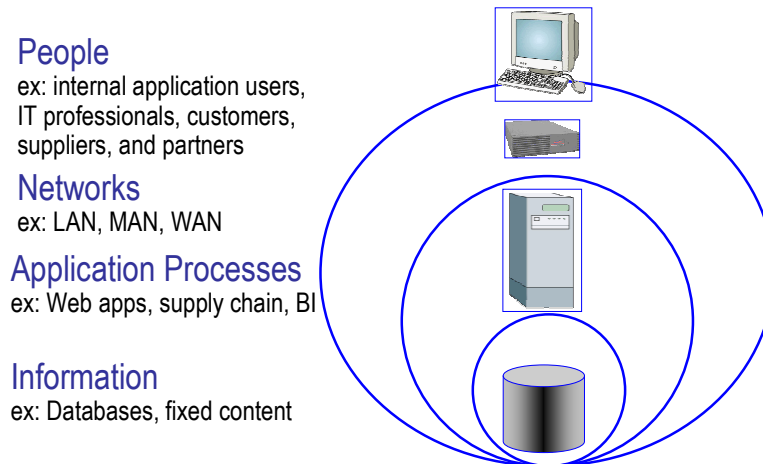 People
ex: internal application users,
IT professionals, customers,
suppliers, and partners
Networks
ex: LAN, MAN, WAN
Application Processes
ex: Web apps, supply chain, BI
Information
ex: Databases, fixed content